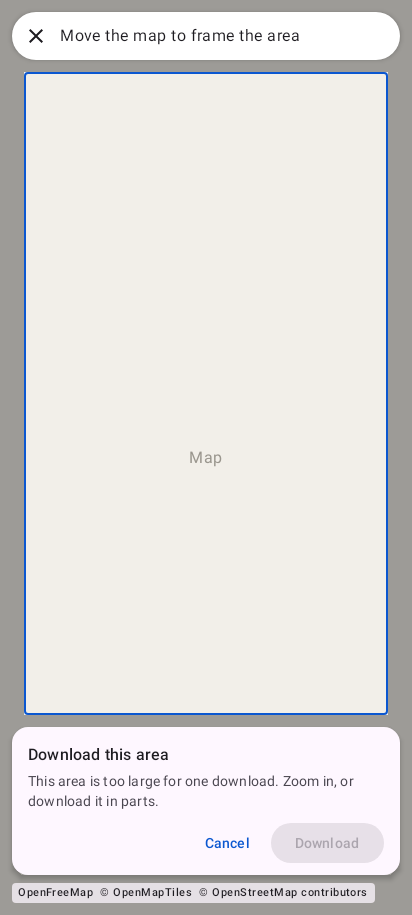 Move the map to frame the area
Map
Download this area
This area is too large for one download. Zoom in, or
download it in parts.
Cancel
Download
OpenFreeMap © OpenMapTiles © OpenStreetMap contributors